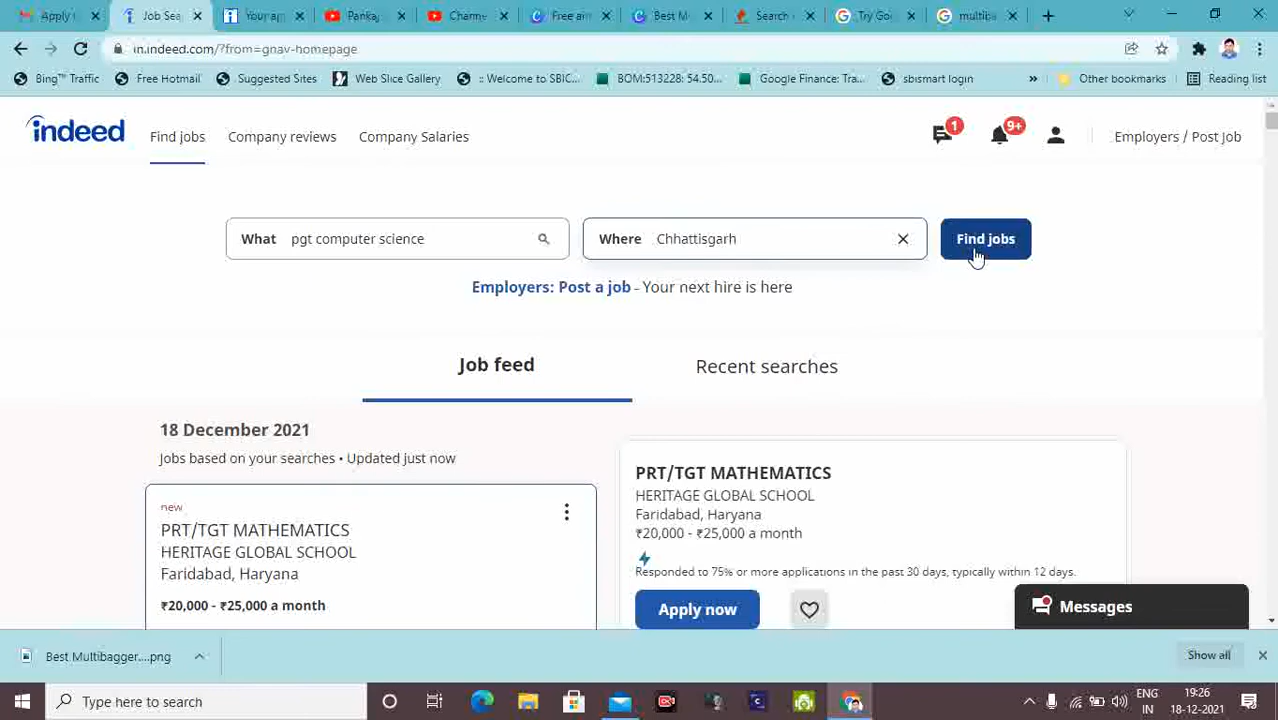 Apply
Job Sea
Your ap
Pankaj
Charme
Free an
Best M
Search
Try Goo
multiba
in.indeed.com/?from=gnav-homepage
Bing™ Traffic
Free Hotmail
Suggested Sites
Web Slice Gallery
:: Welcome to SBIC...
BOM:513228: 54.50...
Google Finance: Tra...
sbismart login
»
Other bookmarks
Reading list
indeed
Find jobs
Company reviews
Company Salaries
1
9+
Employers / Post Job
What pgt computer science
Where Chhattisgarh
Find jobs
Employers: Post a job - Your next hire is here
Job feed
Recent searches
18 December 2021
Jobs based on your searches • Updated just now
new
PRT/TGT MATHEMATICS
HERITAGE GLOBAL SCHOOL
Faridabad, Haryana
₹20,000 - ₹25,000 a month
PRT/TGT MATHEMATICS
HERITAGE GLOBAL SCHOOL
Faridabad, Haryana
₹20,000 - ₹25,000 a month
Responded to 75% or more applications in the past 30 days, typically within 12 days.
Apply now
Messages
Best Multibagger....png
Show all
Type here to search
ENG
IN
19:26
18-12-2021